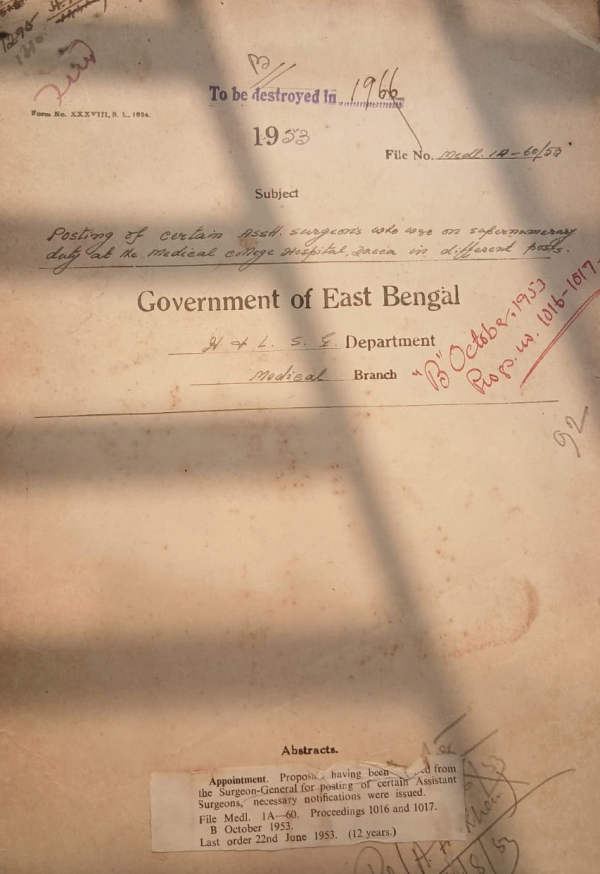 1295
B//
To be destroyed in 1966
Form No. XXXVIII, S. L., 1924.
1953
File No. Medl. 1A-60/53
Subject
Posting of certain Asstt. surgeons who were on supernumerary
duty at the Medical college Hospital, Dacca in different posts.
Government of East Bengal
H & L. S. G. Department
Medical Branch
"B" October, 1953
Progs. no. 1016-1017.
92
Abstracts.
Appointment. having been from
the Surgeon-General for posting of certain Assistant
Surgeons, necessary notifications were issued.
File Medl. 1A—60. Proceedings 1016 and 1017.
B October 1953.
Last order 22nd June 1953. (12 years.)